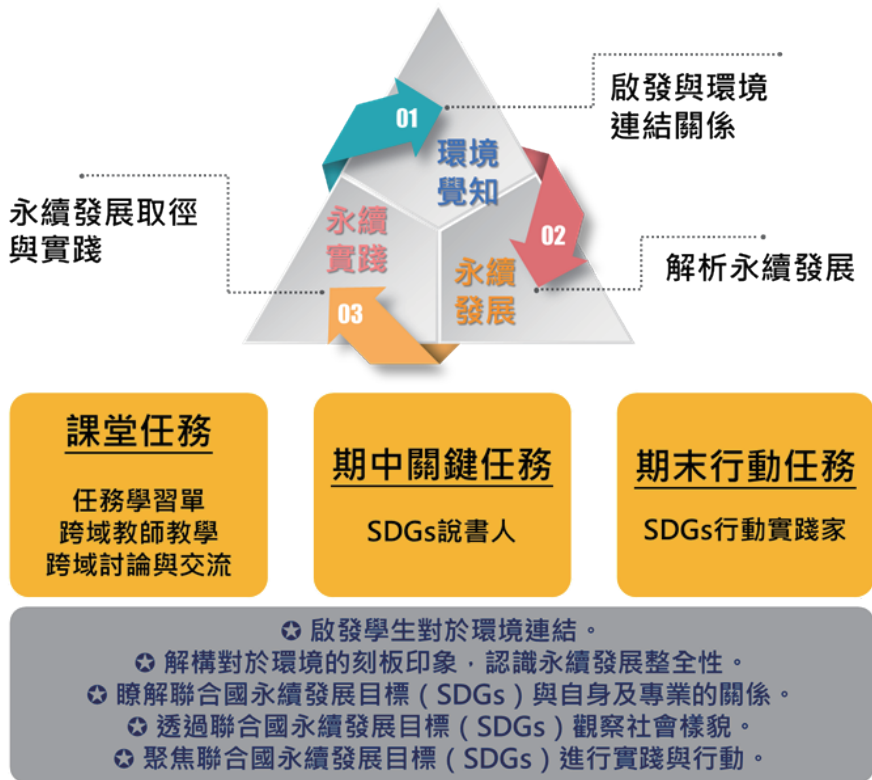 01
環境
覺知
啟發與環境
連結關係
02
永續
發展
解析永續發展
03
永續
實踐
永續發展取徑
與實踐
課堂任務
任務學習單
跨域教師教學
跨域討論與交流
期中關鍵任務
SDGs說書人
期末行動任務
SDGs行動實踐家
✪ 啟發學生對於環境連結。
✪ 解構對於環境的刻板印象，認識永續發展整全性。
✪ 瞭解聯合國永續發展目標（SDGs）與自身及專業的關係。
✪ 透過聯合國永續發展目標（SDGs）觀察社會樣貌。
✪ 聚焦聯合國永續發展目標（SDGs）進行實踐與行動。